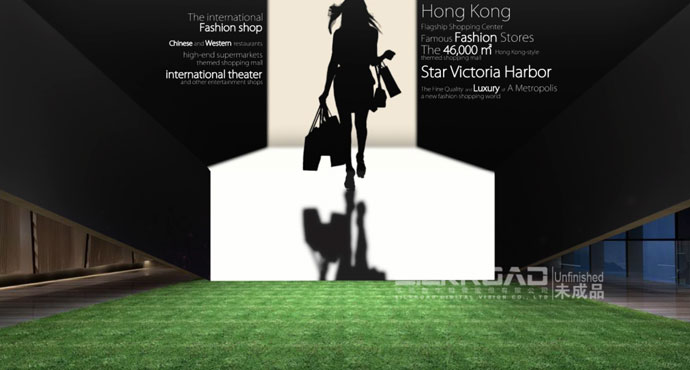 The international
Fashion shop
Chinese and Western restaurants
high-end supermarkets
themed shopping mall
international theater
and other entertainment shops
Hong Kong
Flagship Shopping Center
Famous Fashion Stores
The 46,000㎡ Hong Kong-style
themed shopping mall
Star Victoria Harbor
The Fine Quality and Luxury of A Metropolis
a new fashion shopping world
Unfinished
未成品